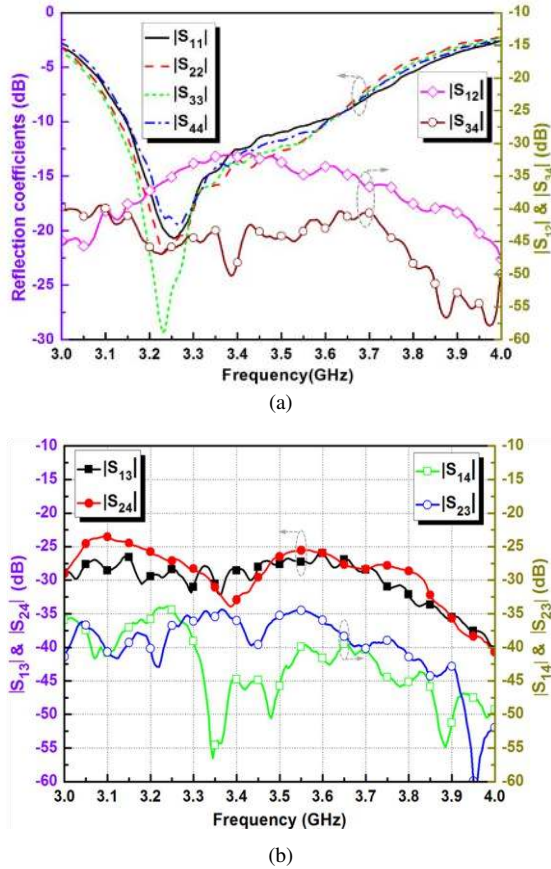 |S11|
|S22|
|S33|
|S44|
|S12|
|S34|
0
-5
-10
-15
-20
-25
-30
Reflection coefficients (dB)
-10
-15
-20
-25
-30
-35
-40
-45
-50
-55
-60
|S12| & |S34| (dB)
3.0 3.1 3.2 3.3 3.4 3.5 3.6 3.7 3.8 3.9 4.0
Frequency(GHz)
(a)
|S13|
|S24|
|S14|
|S23|
-10
-15
-20
-25
-30
-35
-40
-45
-50
-55
-60
|S13| & |S24| (dB)
-10
-15
-20
-25
-30
-35
-40
-45
-50
-55
-60
|S14| & |S23| (dB)
3.0 3.1 3.2 3.3 3.4 3.5 3.6 3.7 3.8 3.9 4.0
Frequency (GHz)
(b)